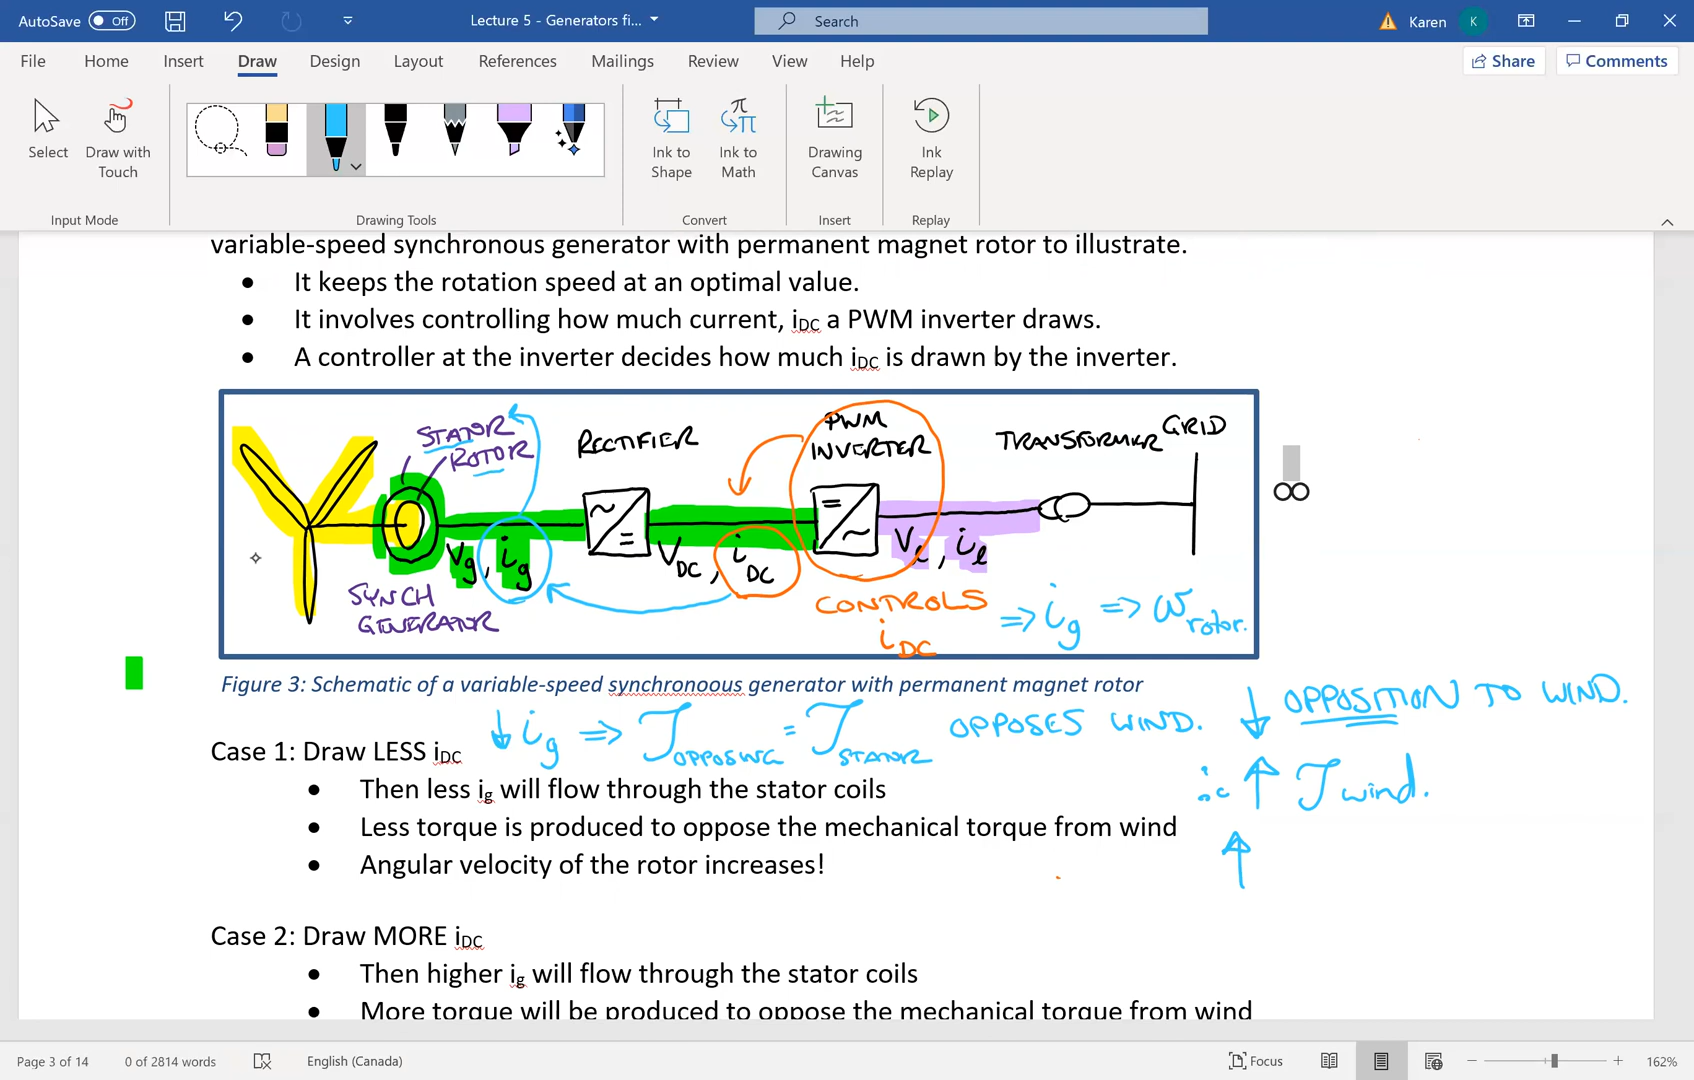 AutoSave Off Lecture 5 - Generators fi... Search Karen K
File Home Insert Draw Design Layout References Mailings Review View Help Share Comments
Select Draw with Touch Ink to Shape Ink to Math Drawing Canvas Ink Replay
Input Mode Drawing Tools Convert Insert Replay
variable-speed synchronous generator with permanent magnet rotor to illustrate.
• It keeps the rotation speed at an optimal value.
• It involves controlling how much current, iDC a PWM inverter draws.
• A controller at the inverter decides how much iDC is drawn by the inverter.
STATOR
ROTOR
RECTIFIER
PWM
INVERTER
TRANSFORMER
GRID
Vg, ig
VDC, iDC
Vl, il
SYNCH
GENERATOR
CONTROLS
iDC
⇒ ig ⇒ ωrotor.
Figure 3: Schematic of a variable-speed synchronoous generator with permanent magnet rotor
↓ ig ⇒ TOPPOSING = TSTATOR OPPOSES WIND.
↓ OPPOSITION TO WIND.
∴ ↑ Twind.
↑
Case 1: Draw LESS iDC
• Then less ig will flow through the stator coils
• Less torque is produced to oppose the mechanical torque from wind
• Angular velocity of the rotor increases!
Case 2: Draw MORE iDC
• Then higher ig will flow through the stator coils
• More torque will be produced to oppose the mechanical torque from wind
Page 3 of 14 0 of 2814 words English (Canada) Focus 162%